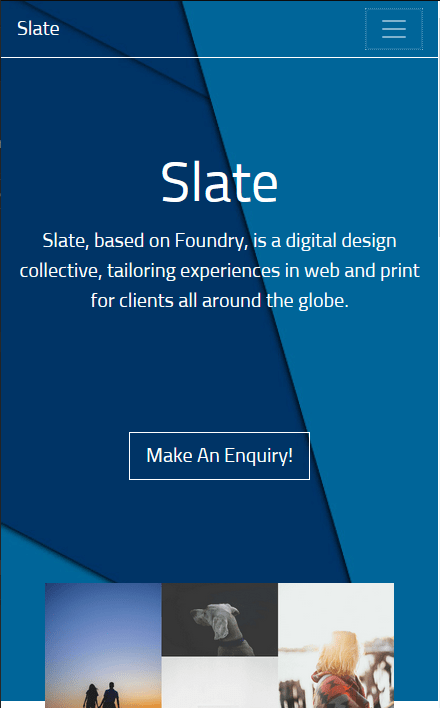 Slate
Slate
Slate, based on Foundry, is a digital design
collective, tailoring experiences in web and print
for clients all around the globe.
Make An Enquiry!